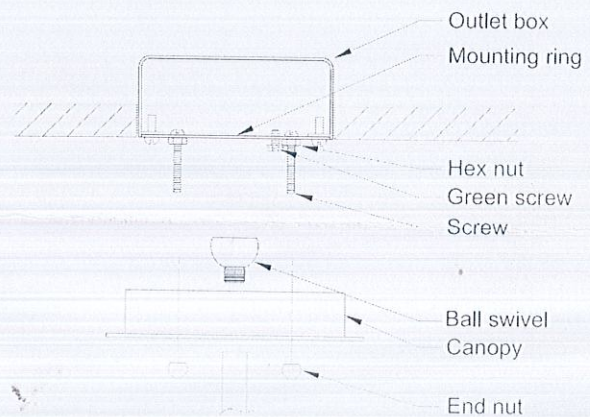 Outlet box
Mounting ring
Hex nut
Green screw
Screw
Ball swivel
Canopy
End nut